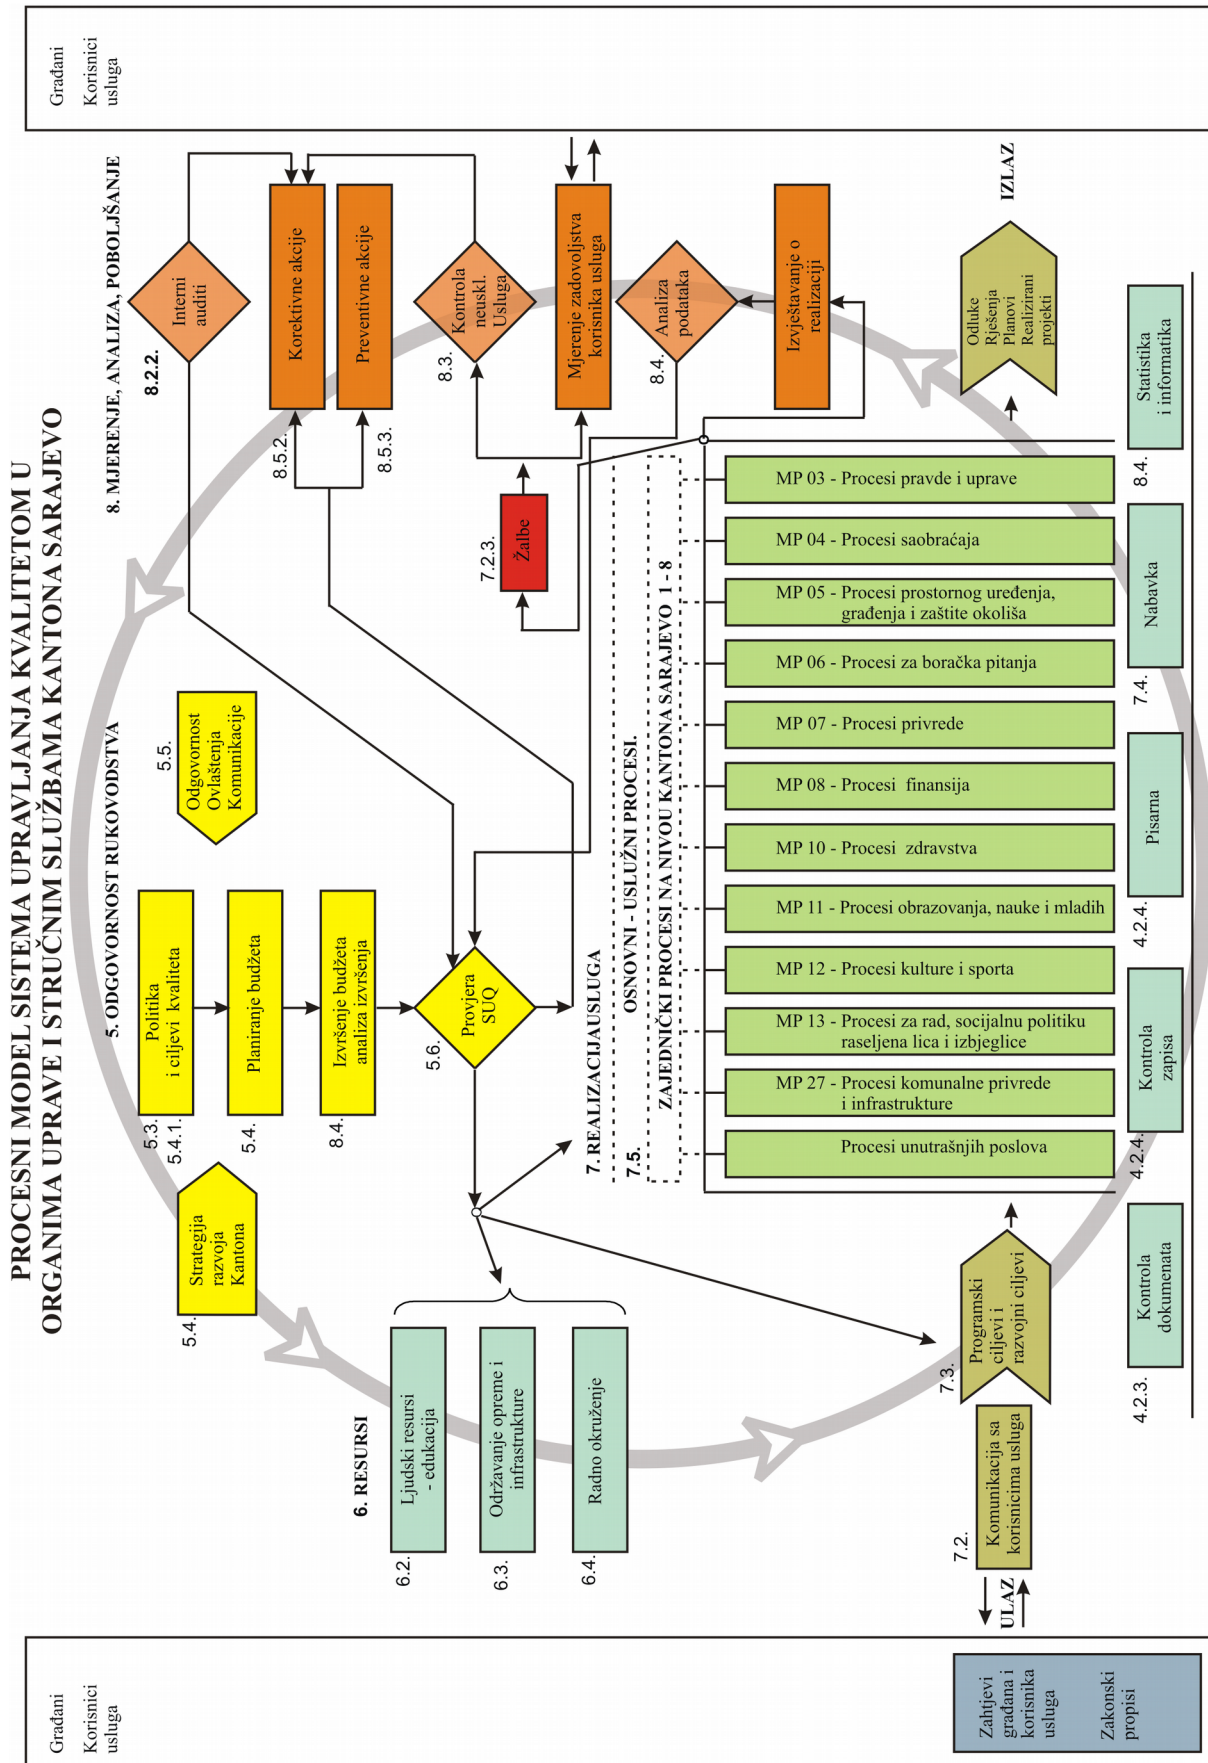 PROCESNI MODEL SISTEMA UPRAVLJANJA KVALITETOM U
ORGANIMA UPRAVE I STRUČNIM SLUŽBAMA KANTONA SARAJEVO
Građani
Korisnici
usluga
Zahtjevi
građana i
korisnika
usluga
Zakonski
propisi
5. ODGOVORNOST RUKOVODSTVA
5.4.
Strategija
razvoja
Kantona
5.3.
5.4.1.
Politika
i ciljevi kvaliteta
5.4.
Planiranje budžeta
8.4.
Izvršenje budžeta
analiza izvršenja
5.6.
Provjera
SUQ
5.5.
Odgovornost
Ovlaštenja
Komunikacije
6. RESURSI
6.2.
Ljudski resursi
- edukacija
6.3.
Održavanje opreme i
infrastrukture
6.4.
Radno okruženje
8. MJERENJE, ANALIZA, POBOLJŠANJE
8.2.2.
Interni
auditi
8.5.2.
Korektivne akcije
8.5.3.
Preventivne akcije
8.3.
Kontrola
neuskl.
Usluga
Mjerenje zadovoljstva
korisnika usluga
8.4.
Analiza
podataka
Izvještavanje o
realizaciji
7.2.3.
Žalbe
7. REALIZACIJAUSLUGA
7.5.
OSNOVNI - USLUŽNI PROCESI.
ZAJEDNIČKI PROCESI NA NIVOU KANTONA SARAJEVO 1 - 8
MP 03 - Procesi pravde i uprave
MP 04 - Procesi saobraćaja
MP 05 - Procesi prostornog uređenja,
građenja i zaštite okoliša
MP 06 - Procesi za boračka pitanja
MP 07 - Procesi privrede
MP 08 - Procesi finansija
MP 10 - Procesi zdravstva
MP 11 - Procesi obrazovanja, nauke i mladih
MP 12 - Procesi kulture i sporta
MP 13 - Procesi za rad, socijalnu politiku
raseljena lica i izbjeglice
MP 27 - Procesi komunalne privrede
i infrastrukture
Procesi unutrašnjih poslova
ULAZ
7.2.
Komunikacija sa
korisnicima usluga
7.3.
Programski
ciljevi i
razvojni ciljevi
Odluke
Rješenja
Planovi
Realizirani
projekti
IZLAZ
4.2.3.
Kontrola
dokumenata
4.2.4.
Kontrola
zapisa
4.2.4.
Pisarna
7.4.
Nabavka
8.4.
Statistika
i informatika
Građani
Korisnici
usluga